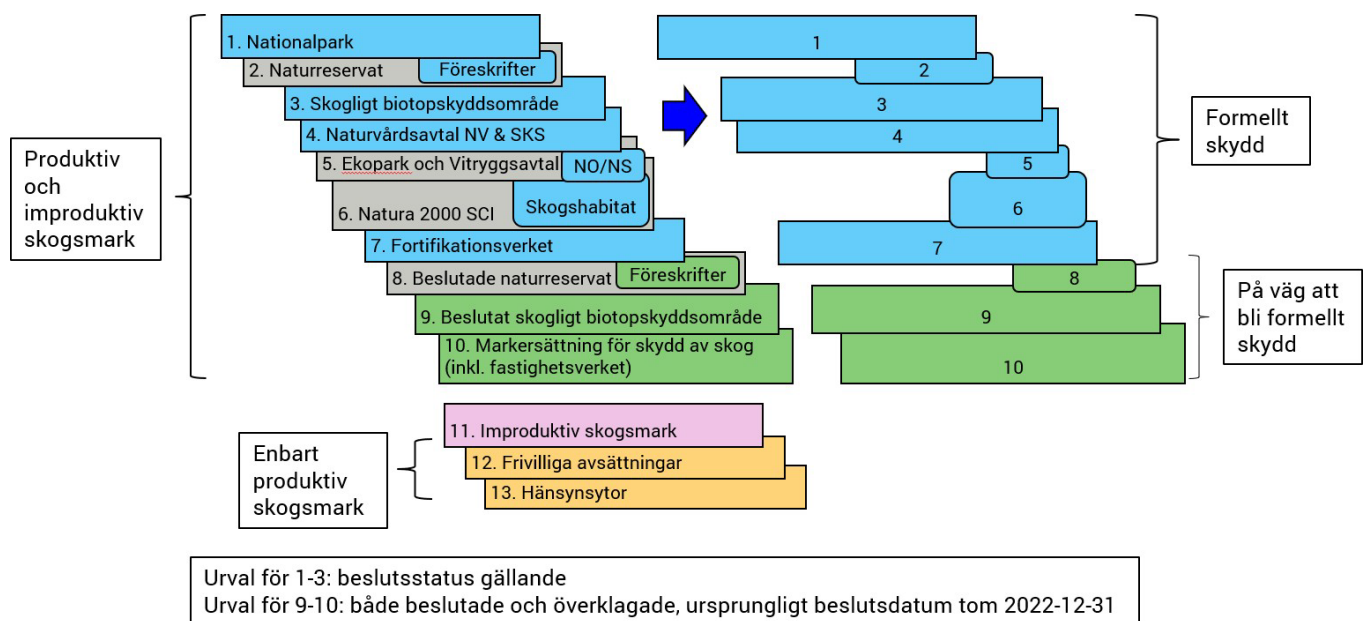 1. Nationalpark
2. Naturreservat
Föreskrifter
3. Skogligt biotopskyddsområde
4. Naturvårdsavtal NV & SKS
5. Ekopark och Vitryggsavtal
NO/NS
6. Natura 2000 SCI
Skogshabitat
7. Fortifikationsverket
8. Beslutade naturreservat
Föreskrifter
9. Beslutat skogligt biotopskyddsområde
10. Markersättning för skydd av skog
(inkl. fastighetsverket)
Produktiv
och
improduktiv
skogsmark
1
2
3
4
5
6
7
8
9
10
Formellt
skydd
På väg att
bli formellt
skydd
11. Improduktiv skogsmark
12. Frivilliga avsättningar
13. Hänsynsytor
Enbart
produktiv
skogsmark
Urval för 1-3: beslutsstatus gällande
Urval för 9-10: både beslutade och överklagade, ursprungligt beslutsdatum tom 2022-12-31